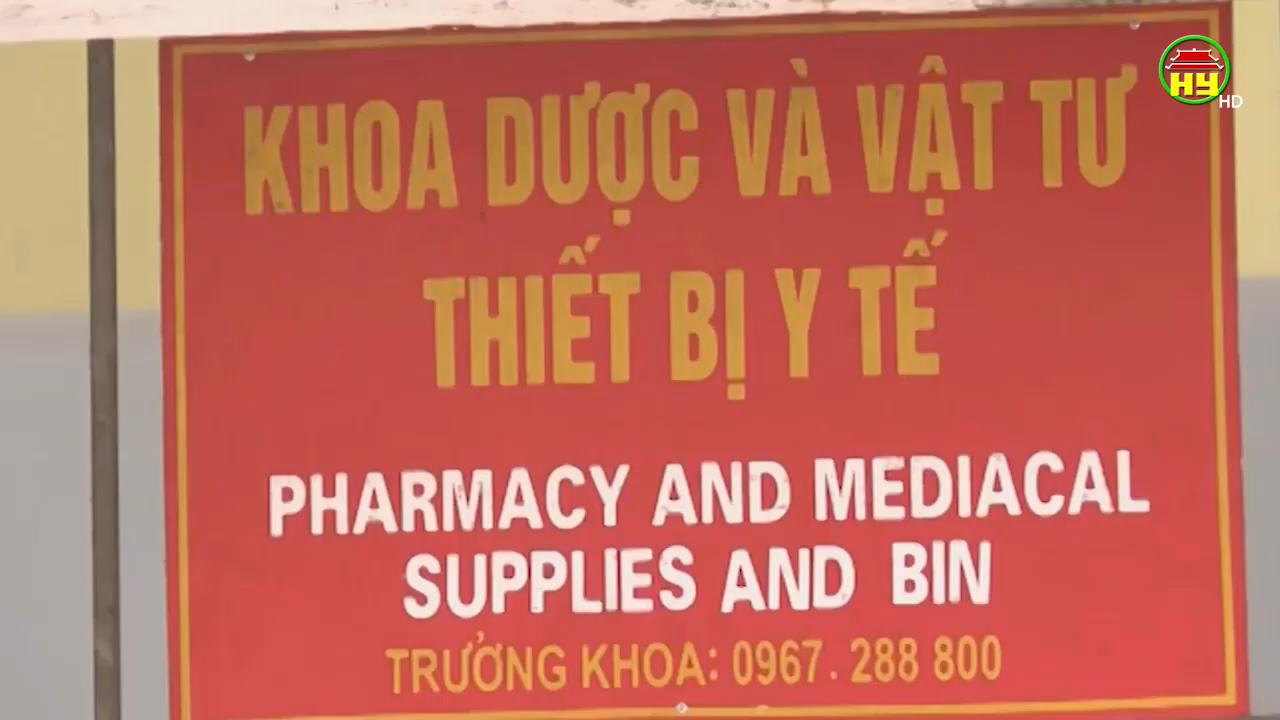 KHOA DƯỢC VÀ VẬT TƯ
THIẾT BỊ Y TẾ
PHARMACY AND MEDIACAL
SUPPLIES AND BIN
TRƯỞNG KHOA: 0967. 288 800
HY
HD